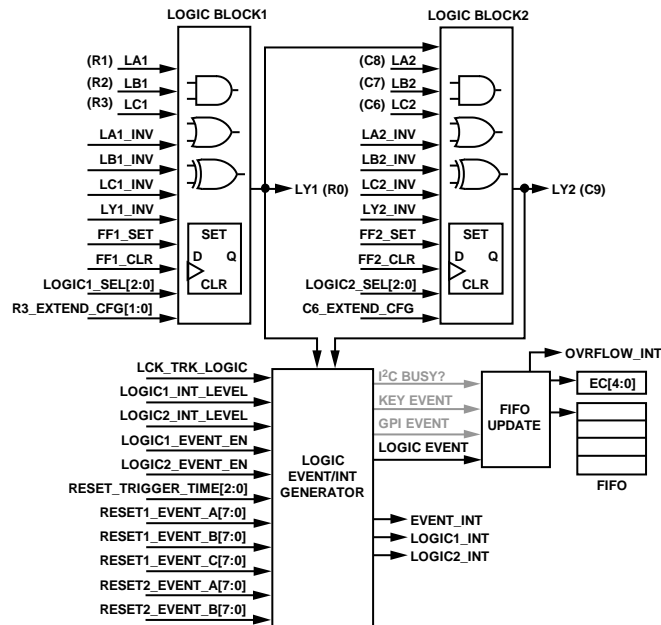 LOGIC BLOCK1
LOGIC BLOCK2
(R1) LA1
(R2) LB1
(R3) LC1
LA1_INV
LB1_INV
LC1_INV
LY1_INV
FF1_SET
FF1_CLR
LOGIC1_SEL[2:0]
R3_EXTEND_CFG[1:0]
SET
D Q
CLR
LY1 (R0)
(C8) LA2
(C7) LB2
(C6) LC2
LA2_INV
LB2_INV
LC2_INV
LY2_INV
FF2_SET
FF2_CLR
LOGIC2_SEL[2:0]
C6_EXTEND_CFG
SET
D Q
CLR
LY2 (C9)
LCK_TRK_LOGIC
LOGIC1_INT_LEVEL
LOGIC2_INT_LEVEL
LOGIC1_EVENT_EN
LOGIC2_EVENT_EN
RESET_TRIGGER_TIME[2:0]
RESET1_EVENT_A[7:0]
RESET1_EVENT_B[7:0]
RESET1_EVENT_C[7:0]
RESET2_EVENT_A[7:0]
RESET2_EVENT_B[7:0]
LOGIC
EVENT/INT
GENERATOR
I²C BUSY?
KEY EVENT
GPI EVENT
LOGIC EVENT
EVENT_INT
LOGIC1_INT
LOGIC2_INT
FIFO
UPDATE
OVRFLOW_INT
EC[4:0]
FIFO